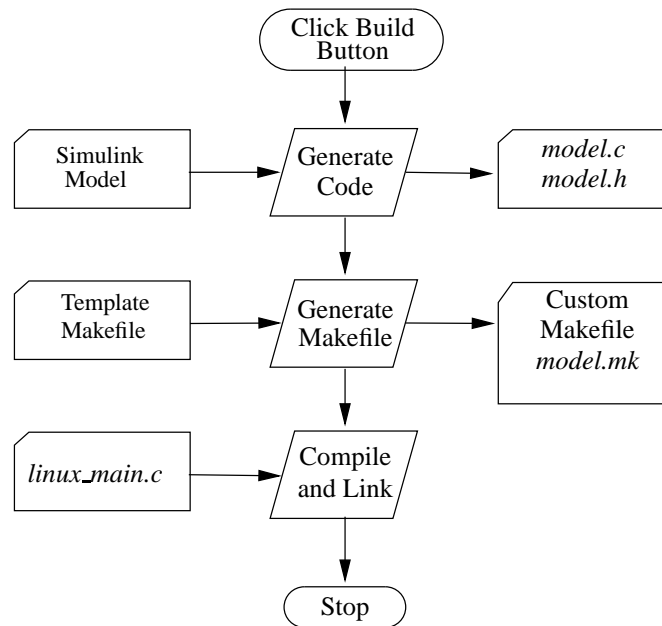 Click Build
Button
Simulink
Model
Generate
Code
model.c
model.h
Template
Makefile
Generate
Makefile
Custom
Makefile
model.mk
linux_main.c
Compile
and Link
Stop